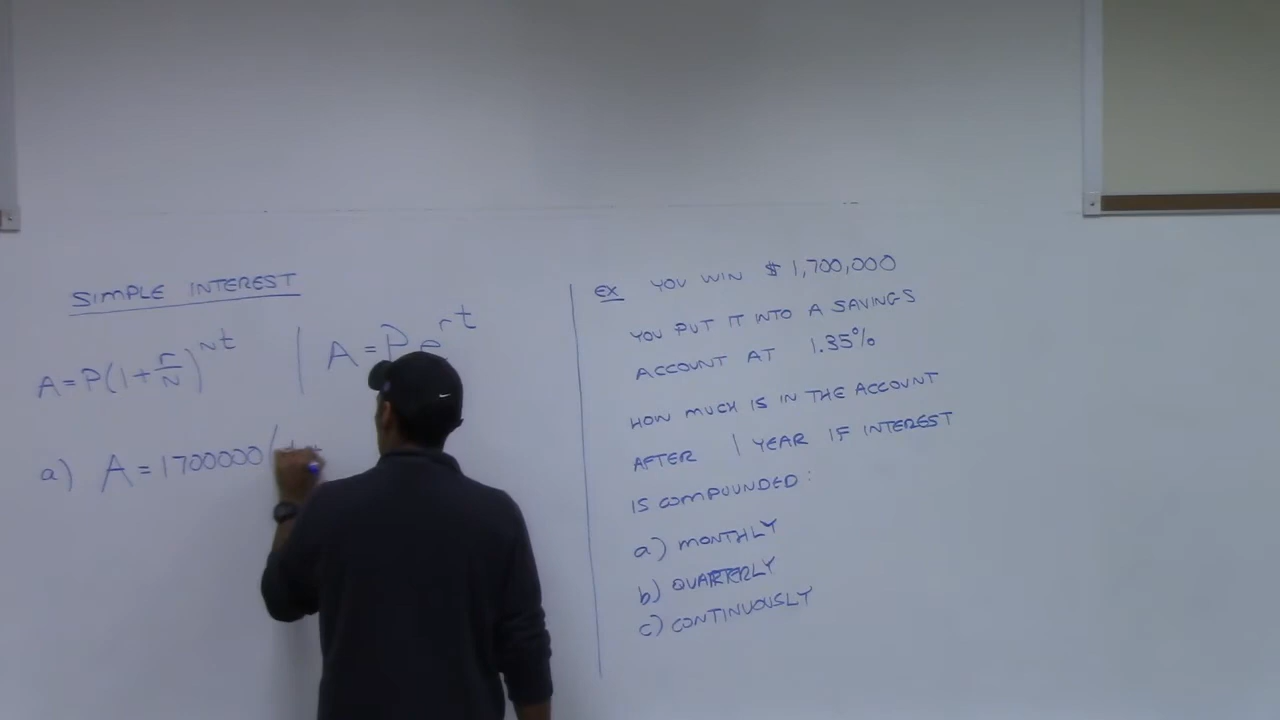 SIMPLE INTEREST
A=P(1+r/N)^Nt | A=Pe^rt
a) A=1700000(
ex YOU WIN $1,700,000
YOU PUT IT INTO A SAVINGS
ACCOUNT AT 1.35%
HOW MUCH IS IN THE ACCOUNT
AFTER 1 YEAR IF INTEREST
IS COMPOUNDED:
a) MONTHLY
b) QUARTERLY
c) CONTINUOUSLY